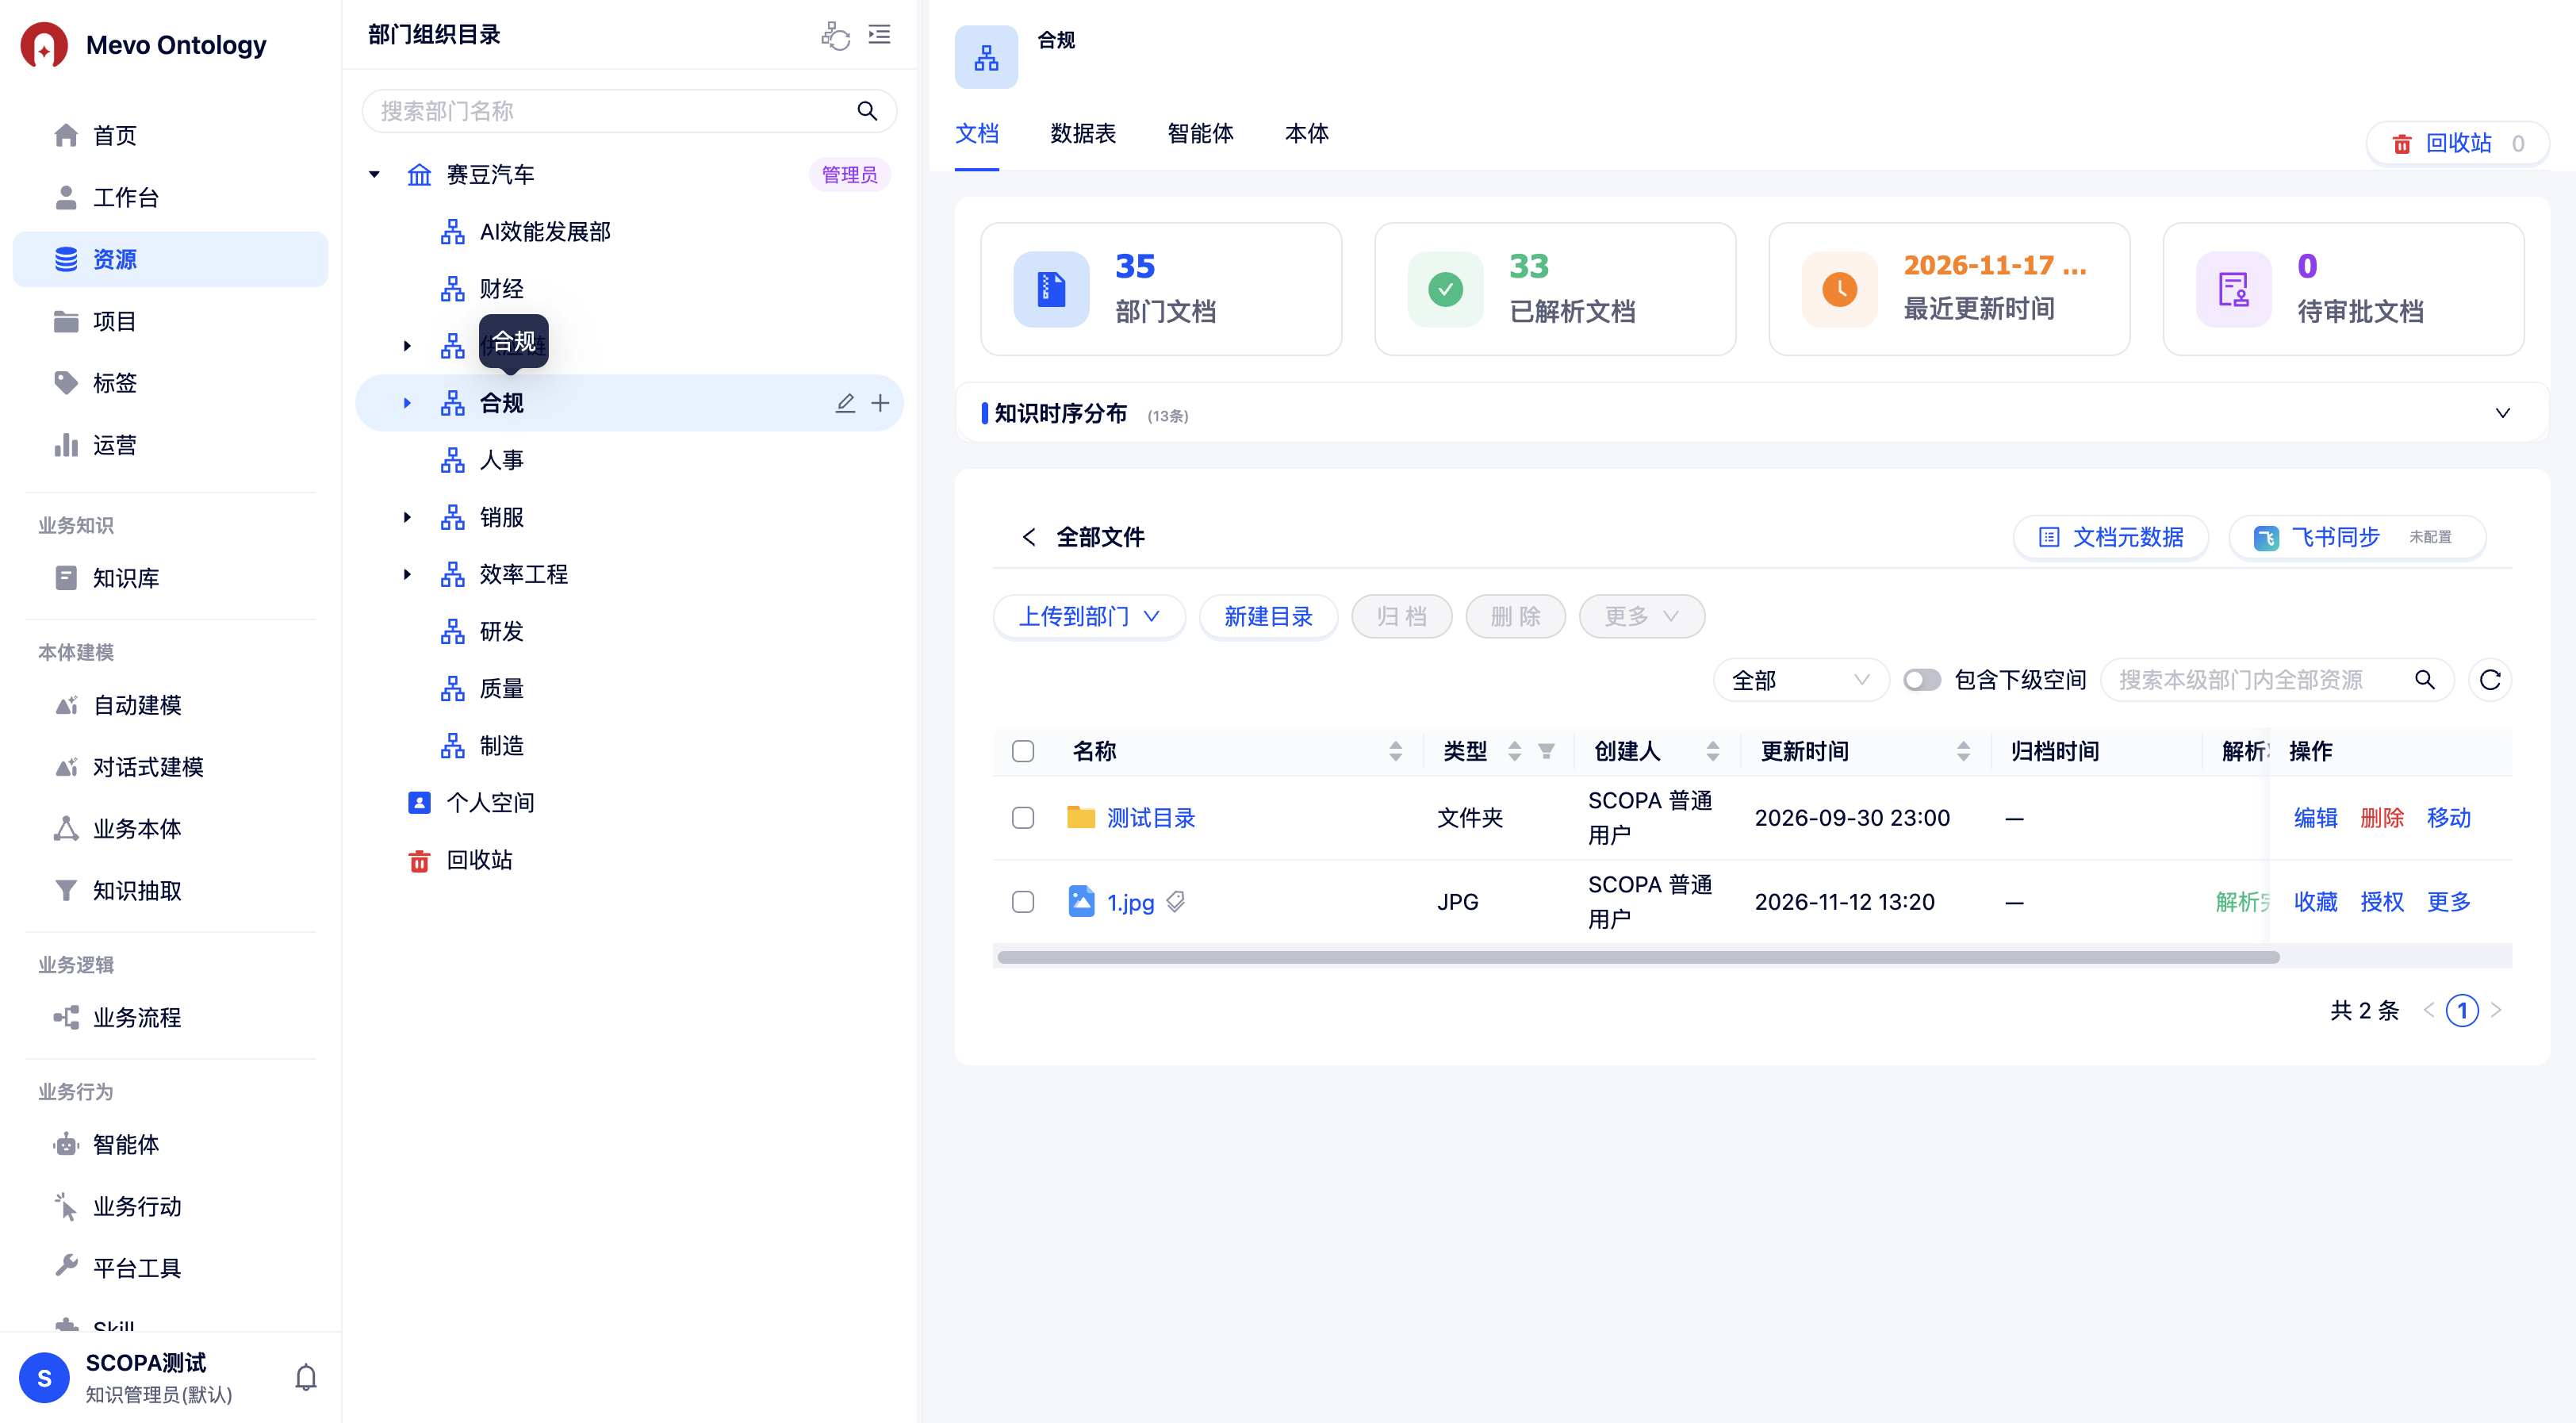 Mevo Ontology
首页
工作台
资源
项目
标签
运营
业务知识
知识库
本体建模
自动建模
对话式建模
业务本体
知识抽取
业务逻辑
业务流程
业务行为
智能体
业务行动
平台工具
Skill
S
SCOPA测试
知识管理员(默认)
部门组织目录
搜索部门名称
赛豆汽车
管理员
AI效能发展部
财经
合规
合规
人事
销服
效率工程
研发
质量
制造
个人空间
回收站
合规
文档
数据表
智能体
本体
回收站 0
35
部门文档
33
已解析文档
2026-11-17 ...
最近更新时间
0
待审批文档
知识时序分布 (13条)
全部文件
文档元数据
飞书同步 未配置
上传到部门
新建目录
归 档
删 除
更多
全部
包含下级空间
搜索本级部门内全部资源
名称 类型 创建人 更新时间 归档时间 解析 操作
测试目录 文件夹 SCOPA 普通用户 2026-09-30 23:00 — 编辑 删除 移动
1.jpg JPG SCOPA 普通用户 2026-11-12 13:20 — 解析完 收藏 授权 更多
共 2 条 1